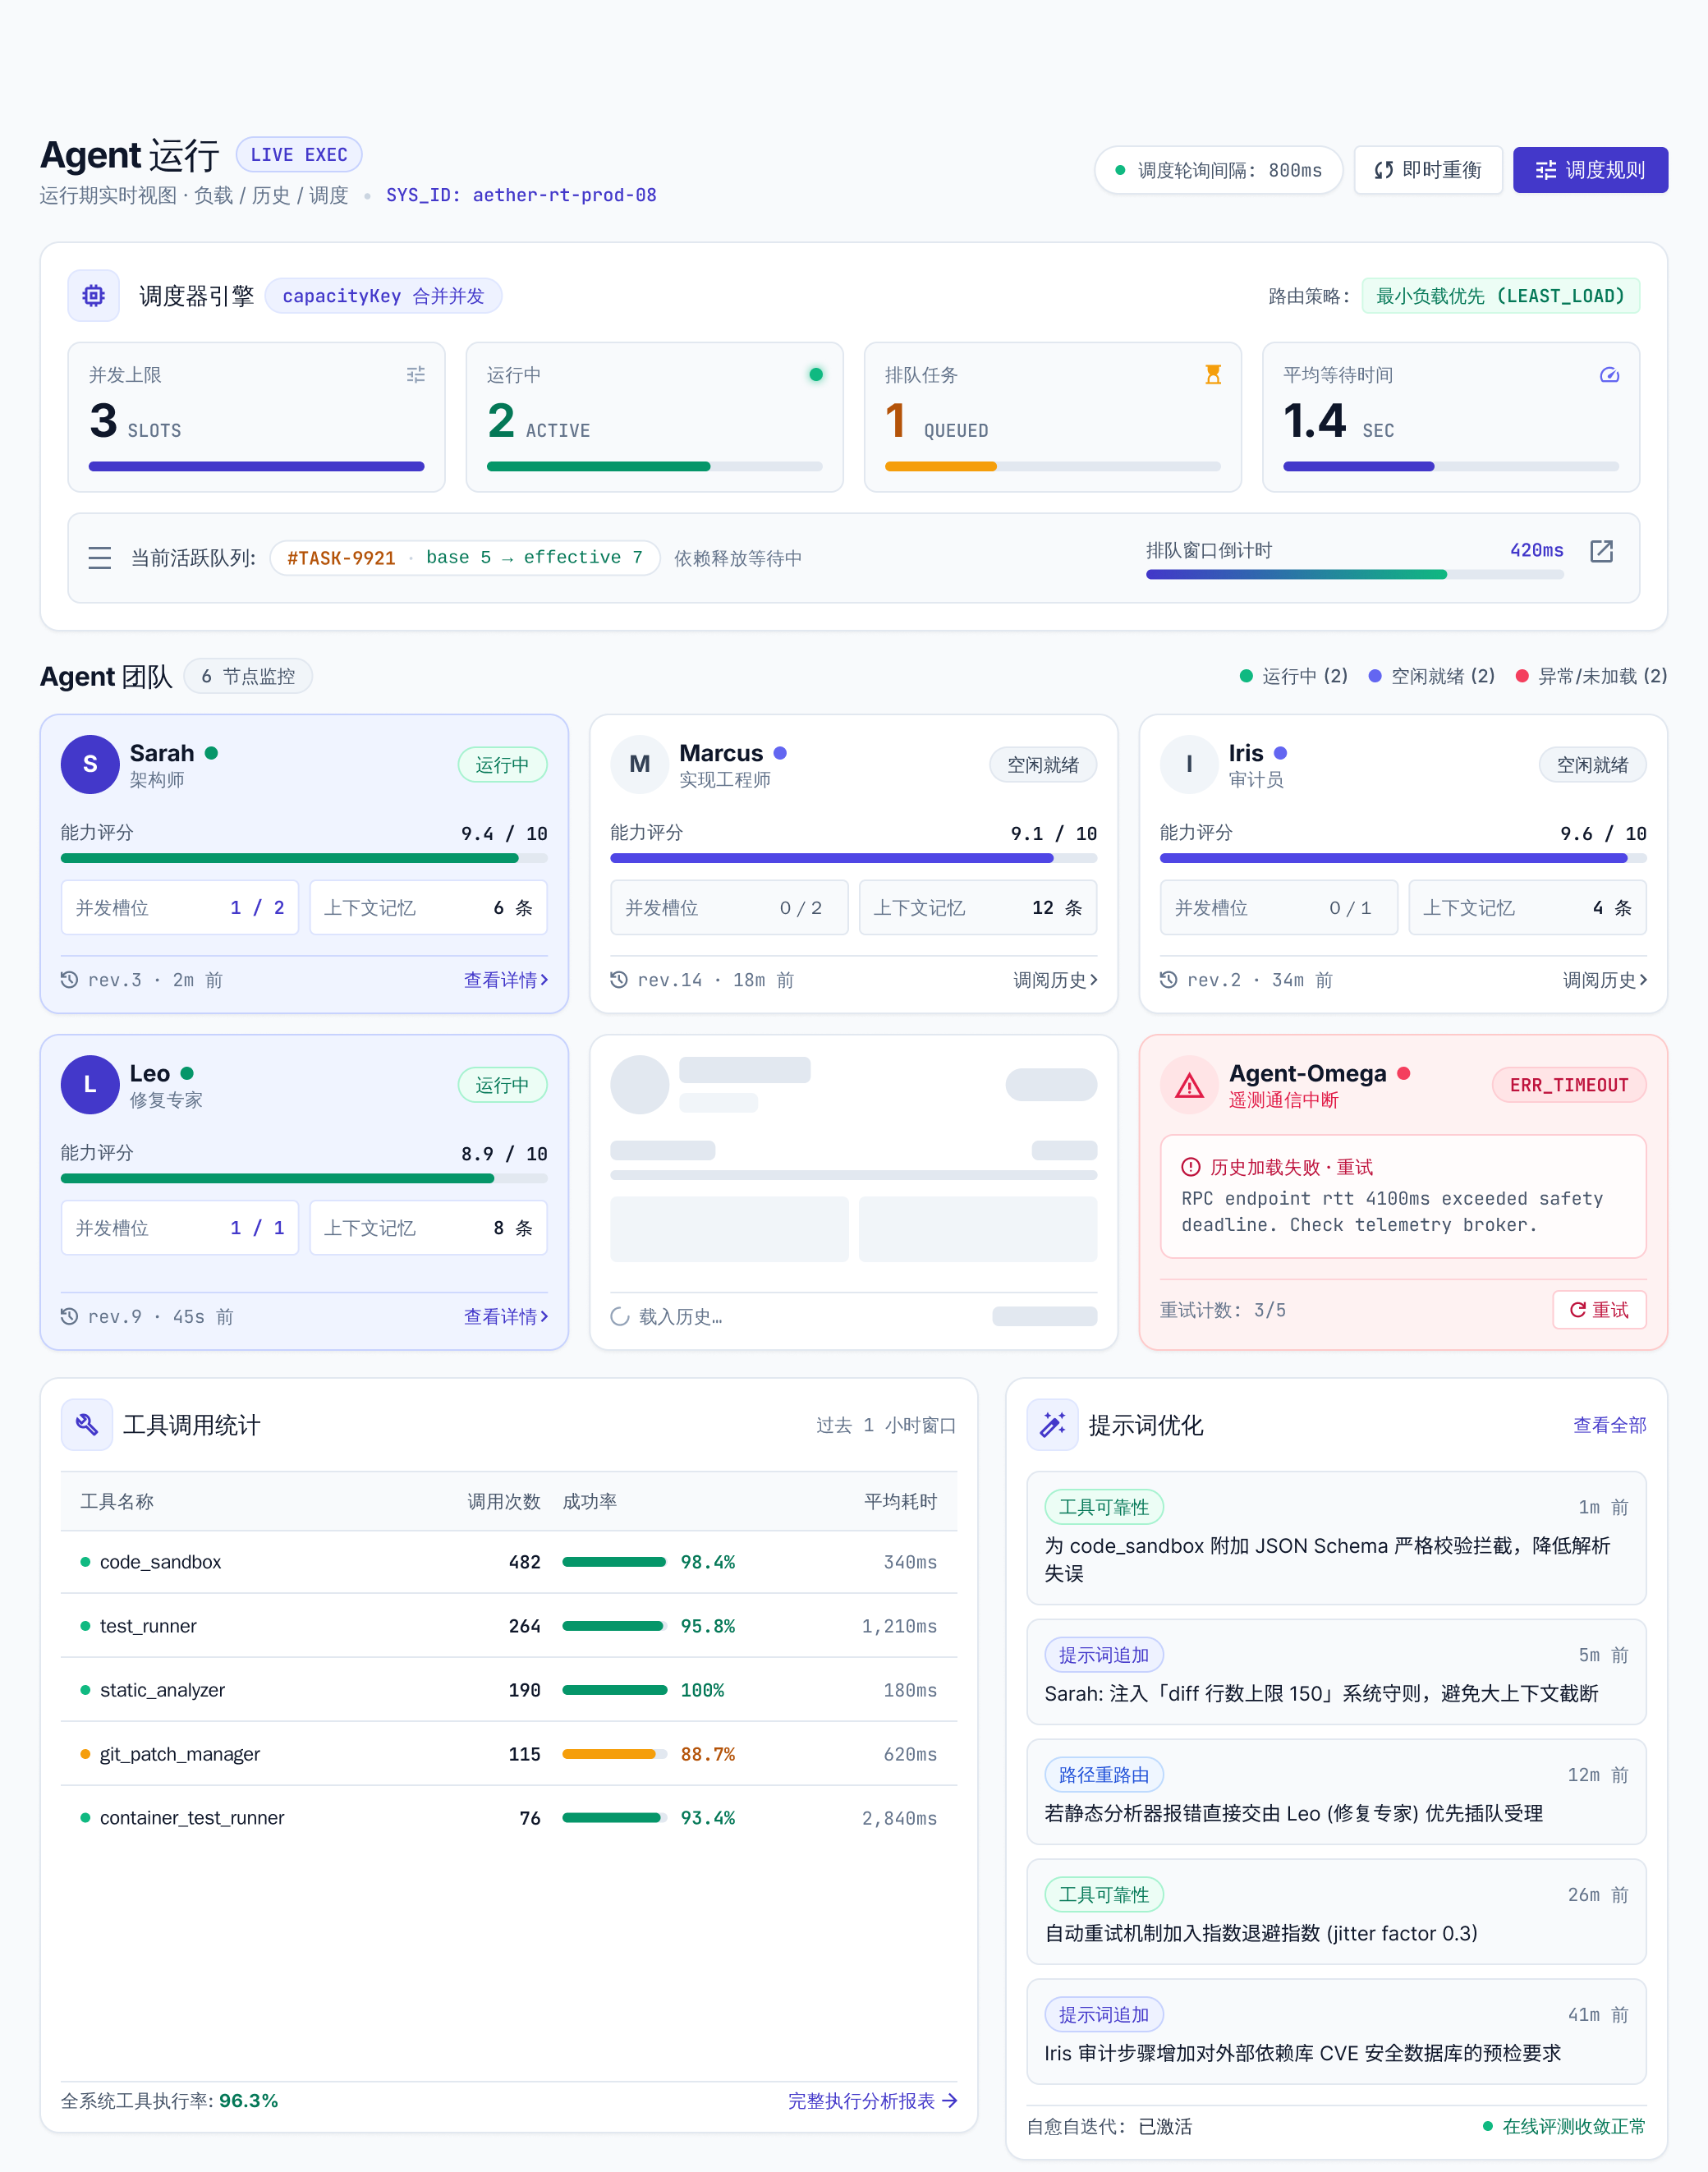 Agent 运行 LIVE EXEC
运行期实时视图 · 负载 / 历史 / 调度 • SYS_ID: aether-rt-prod-08
调度轮询间隔: 800ms
即时重衡
调度规则
调度器引擎 capacityKey 合并并发
路由策略: 最小负载优先 (LEAST_LOAD)
并发上限
3 SLOTS
运行中
2 ACTIVE
排队任务
1 QUEUED
平均等待时间
1.4 SEC
当前活跃队列: #TASK-9921 · base 5 → effective 7 依赖释放等待中
排队窗口倒计时 420ms
Agent 团队 6 节点监控
运行中 (2) 空闲就绪 (2) 异常/未加载 (2)
S Sarah
架构师
运行中
能力评分 9.4 / 10
并发槽位 1 / 2
上下文记忆 6 条
rev.3 · 2m 前
查看详情
M Marcus
实现工程师
空闲就绪
能力评分 9.1 / 10
并发槽位 0 / 2
上下文记忆 12 条
rev.14 · 18m 前
调阅历史
I Iris
审计员
空闲就绪
能力评分 9.6 / 10
并发槽位 0 / 1
上下文记忆 4 条
rev.2 · 34m 前
调阅历史
L Leo
修复专家
运行中
能力评分 8.9 / 10
并发槽位 1 / 1
上下文记忆 8 条
rev.9 · 45s 前
查看详情
载入历史…
Agent-Omega
遥测通信中断
ERR_TIMEOUT
历史加载失败 · 重试
RPC endpoint rtt 4100ms exceeded safety
deadline. Check telemetry broker.
重试计数: 3/5
重试
工具调用统计
过去 1 小时窗口
工具名称 调用次数 成功率 平均耗时
code_sandbox 482 98.4% 340ms
test_runner 264 95.8% 1,210ms
static_analyzer 190 100% 180ms
git_patch_manager 115 88.7% 620ms
container_test_runner 76 93.4% 2,840ms
全系统工具执行率: 96.3%
完整执行分析报表 →
提示词优化
查看全部
工具可靠性 1m 前
为 code_sandbox 附加 JSON Schema 严格校验拦截，降低解析
失误
提示词追加 5m 前
Sarah: 注入「diff 行数上限 150」系统守则，避免大上下文截断
路径重路由 12m 前
若静态分析器报错直接交由 Leo (修复专家) 优先插队受理
工具可靠性 26m 前
自动重试机制加入指数退避指数 (jitter factor 0.3)
提示词追加 41m 前
Iris 审计步骤增加对外部依赖库 CVE 安全数据库的预检要求
自愈自迭代: 已激活
在线评测收敛正常